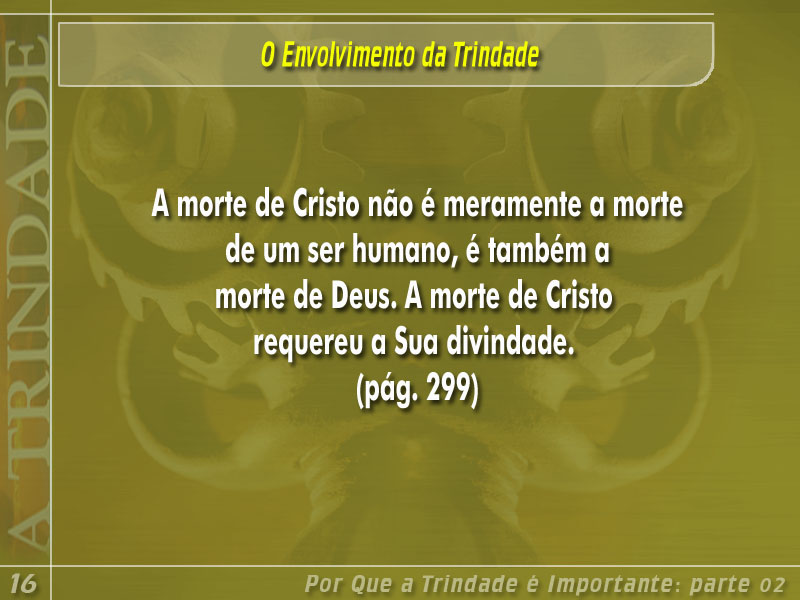 O Envolvimento da Trindade
A TRINDADE
A morte de Cristo não é meramente a morte
de um ser humano, é também a
morte de Deus. A morte de Cristo
requereu a Sua divindade.
(pág. 299)
16
Por Que a Trindade é Importante: parte 02